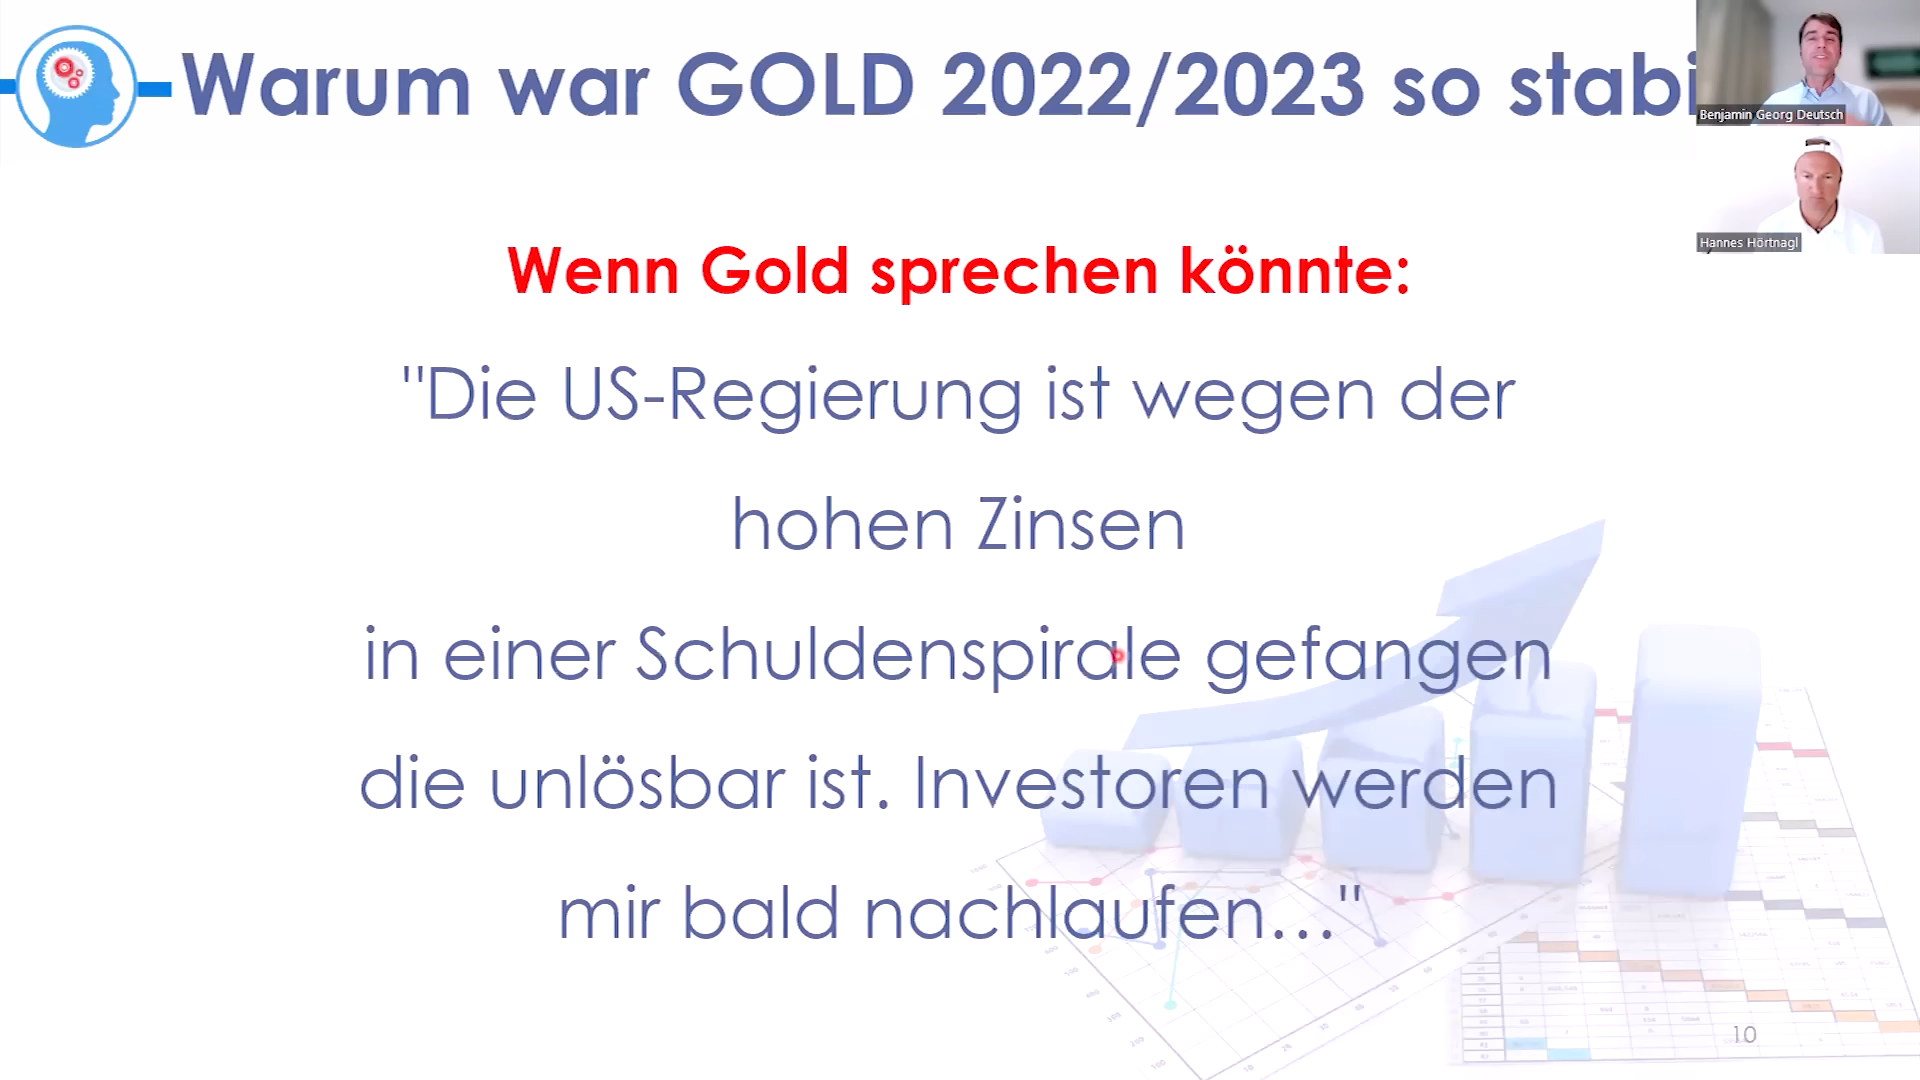 Warum war GOLD 2022/2023 so stabi
Benjamin Georg Deutsch
Hannes Hörtnagl
Wenn Gold sprechen könnte:
"Die US-Regierung ist wegen der
hohen Zinsen
in einer Schuldenspirale gefangen
die unlösbar ist. Investoren werden
mir bald nachlaufen..."
10